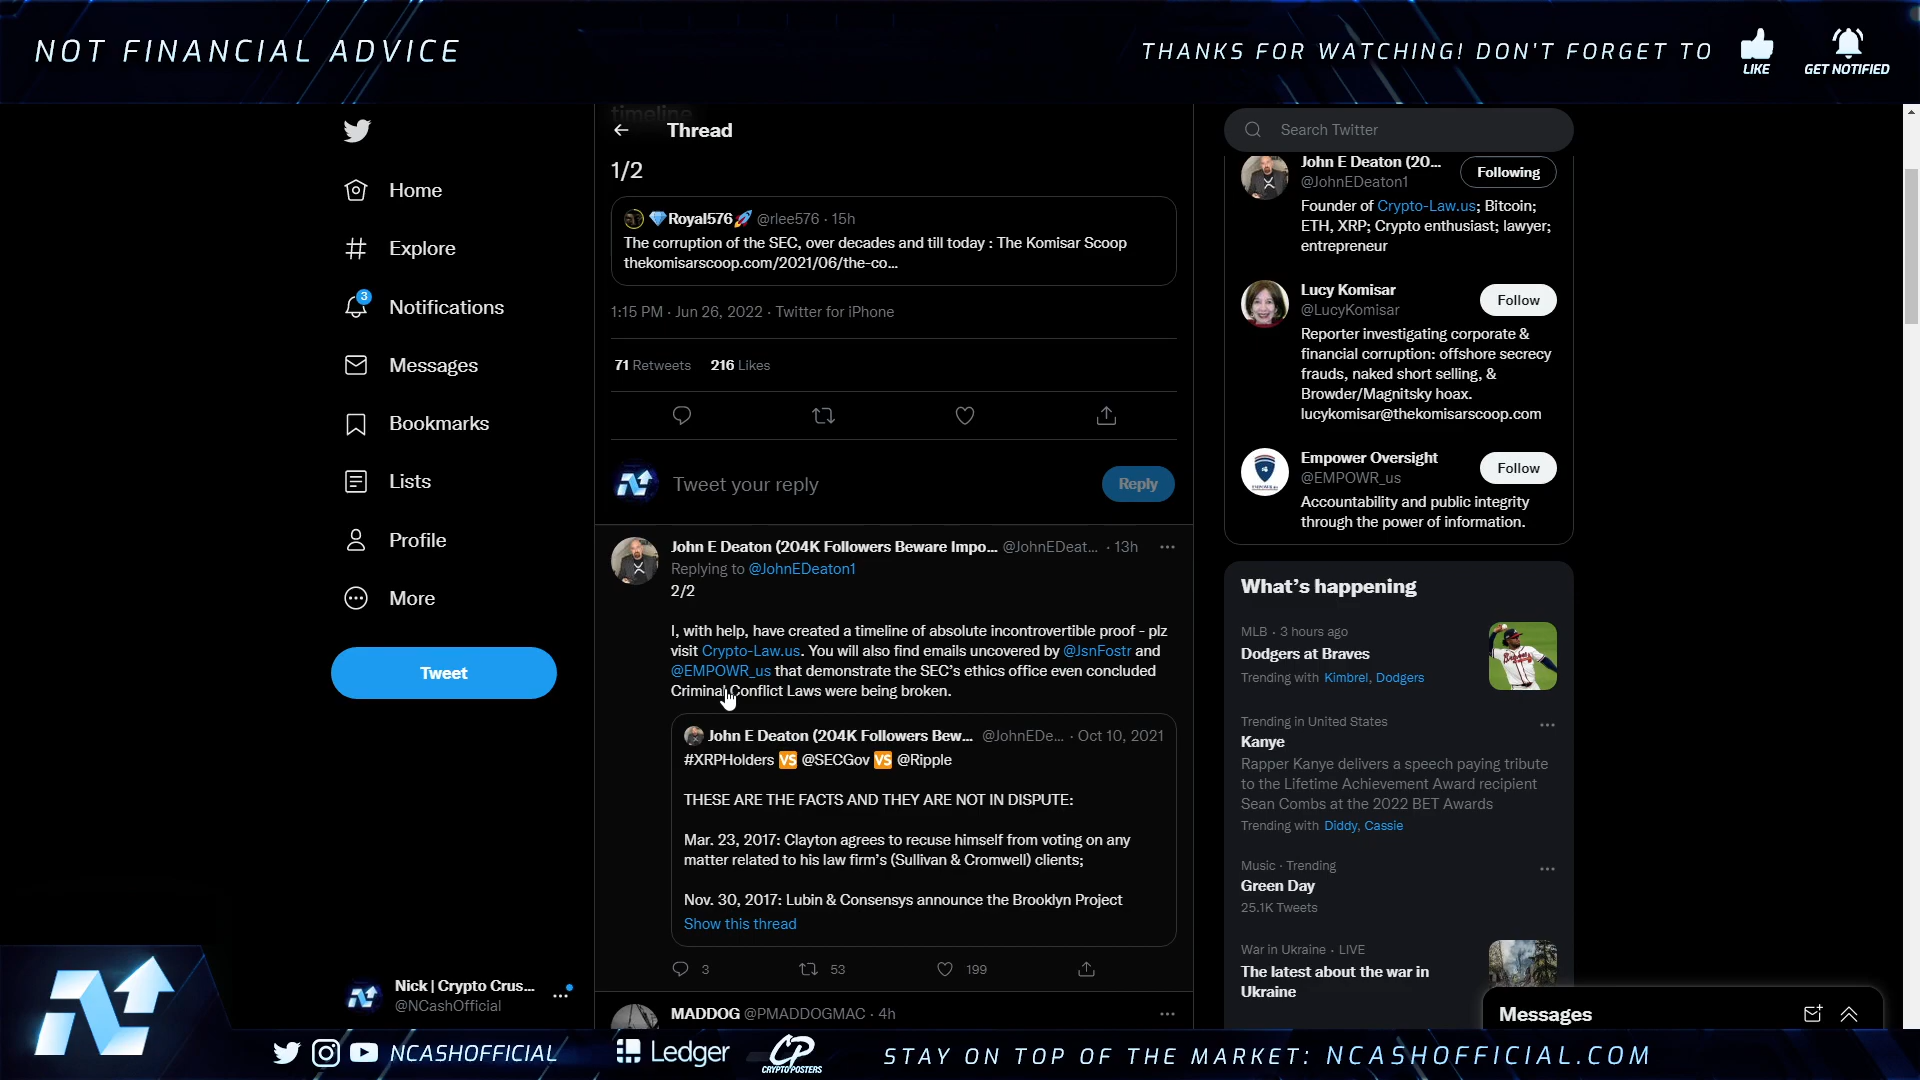 NOT FINANCIAL ADVICE
THANKS FOR WATCHING! DON'T FORGET TO
LIKE
GET NOTIFIED
Home
Explore
3
Notifications
Messages
Bookmarks
Lists
Profile
More
Tweet
Nick | Crypto Crus...
@NCashOfficial
timeline
Thread
1/2
Royal576 @rlee576 · 15h
The corruption of the SEC, over decades and till today : The Komisar Scoop
thekomisarscoop.com/2021/06/the-co...
1:15 PM · Jun 26, 2022 · Twitter for iPhone
71 Retweets 216 Likes
Tweet your reply
Reply
John E Deaton (204K Followers Beware Impo... @JohnEDeat... · 13h
Replying to @JohnEDeaton1
2/2
I, with help, have created a timeline of absolute incontrovertible proof - plz
visit Crypto-Law.us. You will also find emails uncovered by @JsnFostr and
@EMPOWR_us that demonstrate the SEC's ethics office even concluded
Criminal Conflict Laws were being broken.
John E Deaton (204K Followers Bew... @JohnEDe... · Oct 10, 2021
#XRPHolders VS @SECGov VS @Ripple
THESE ARE THE FACTS AND THEY ARE NOT IN DISPUTE:
Mar. 23, 2017: Clayton agrees to recuse himself from voting on any
matter related to his law firm's (Sullivan & Cromwell) clients;
Nov. 30, 2017: Lubin & Consensys announce the Brooklyn Project
Show this thread
3 53 199
MADDOG @PMADDOGMAC · 4h
Search Twitter
John E Deaton (20...
@JohnEDeaton1
Following
Founder of Crypto-Law.us; Bitcoin;
ETH, XRP; Crypto enthusiast; lawyer;
entrepreneur
Lucy Komisar
@LucyKomisar
Follow
Reporter investigating corporate &
financial corruption: offshore secrecy
frauds, naked short selling, &
Browder/Magnitsky hoax.
lucykomisar@thekomisarscoop.com
Empower Oversight
@EMPOWR_us
Follow
Accountability and public integrity
through the power of information.
What's happening
MLB · 3 hours ago
Dodgers at Braves
Trending with Kimbrel, Dodgers
Trending in United States
Kanye
Rapper Kanye delivers a speech paying tribute
to the Lifetime Achievement Award recipient
Sean Combs at the 2022 BET Awards
Trending with Diddy, Cassie
Music · Trending
Green Day
25.1K Tweets
War in Ukraine · LIVE
The latest about the war in
Ukraine
Messages
NCASHOFFICIAL
Ledger
CP
CRYPTOPOSTERS
STAY ON TOP OF THE MARKET: NCASHOFFICIAL.COM